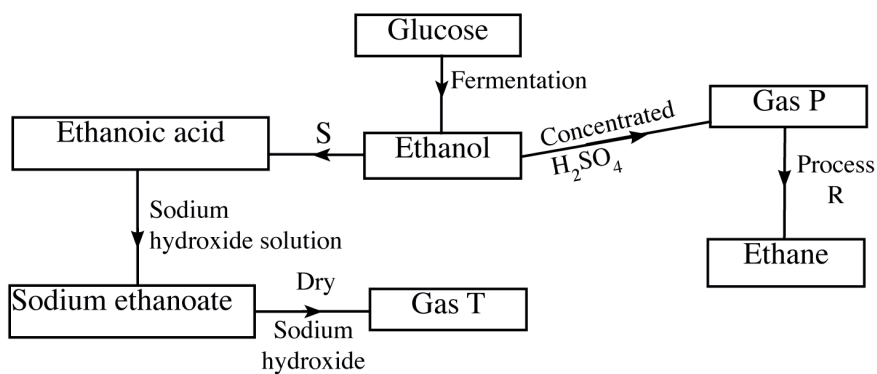 Glucose
Fermentation
Gas P
Ethanoic acid
S
Ethanol
Concentrated
H₂SO₄
Process
R
Sodium
hydroxide solution
Ethane
Sodium ethanoate
Dry
Sodium
hydroxide
Gas T